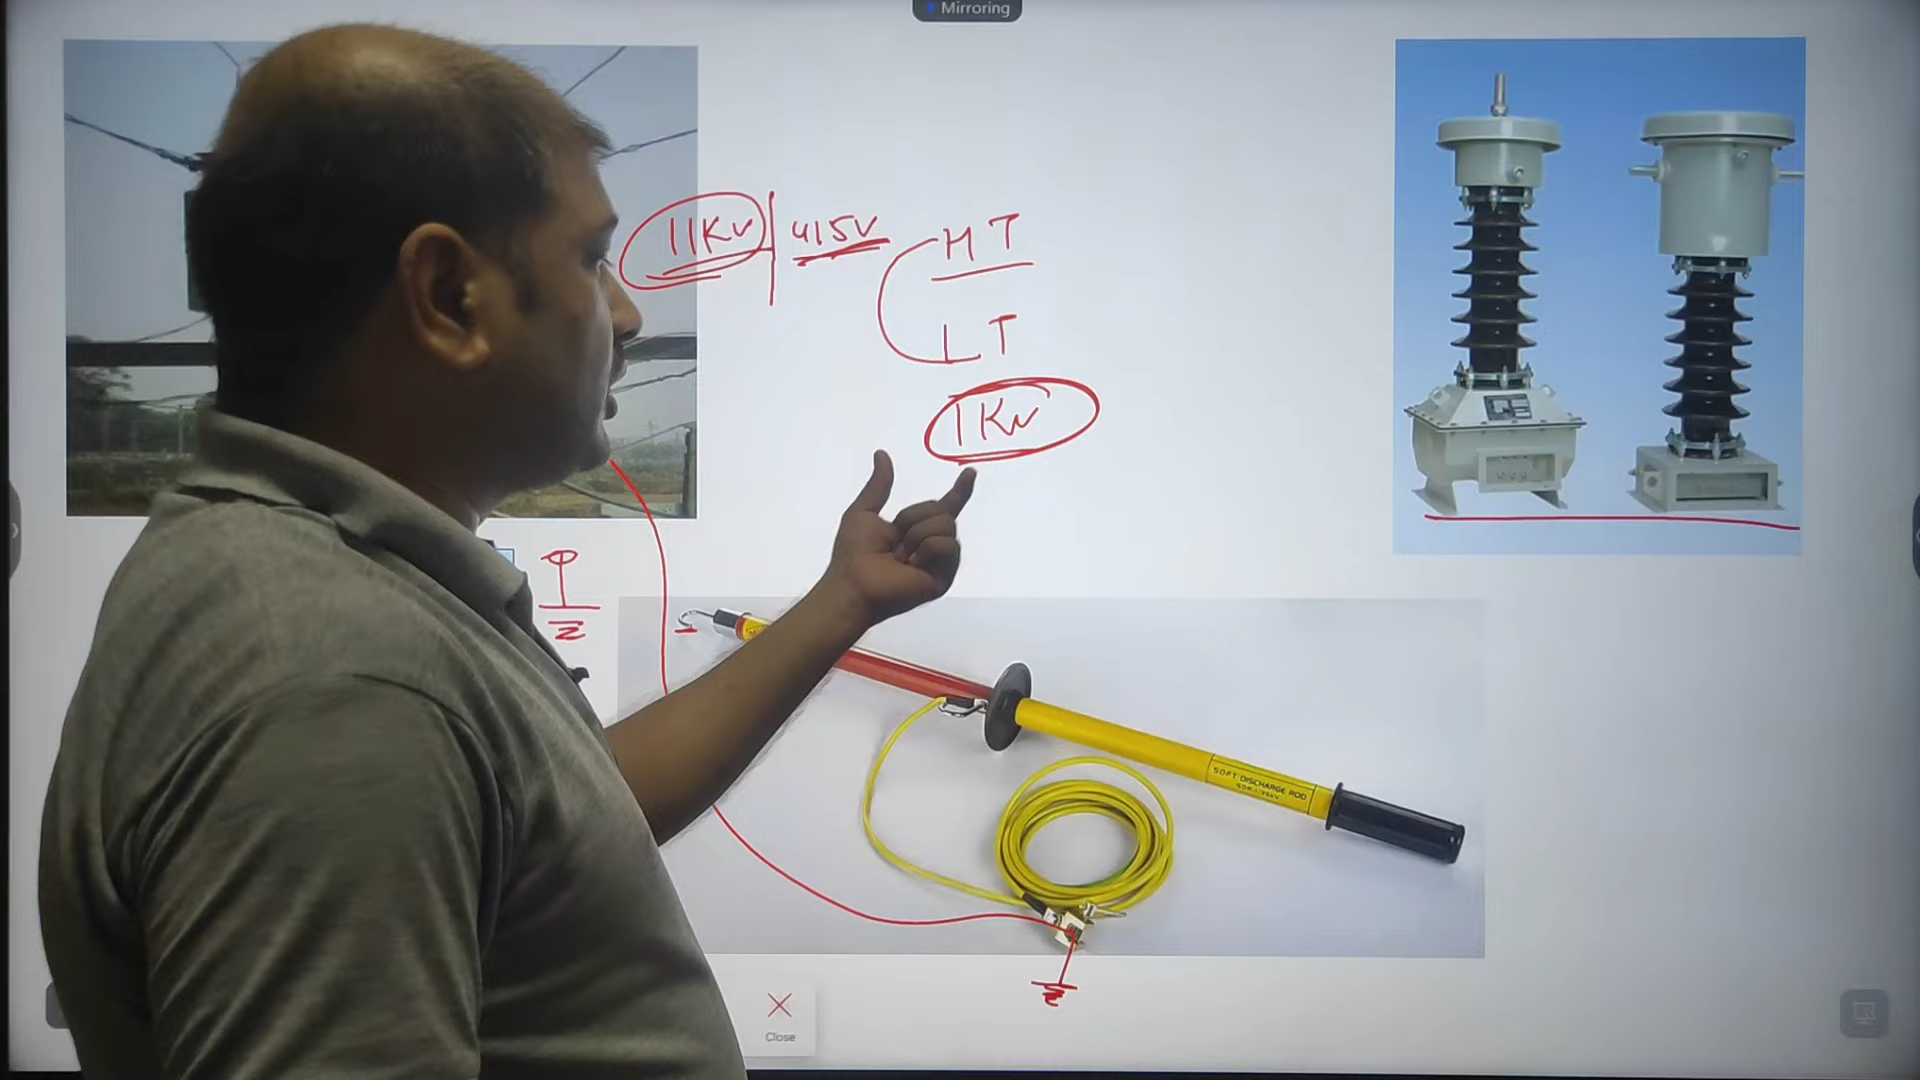 Mirroring
11Kv | 415V
HT
LT
1Kv
SOFT DISCHARGE ROD
Close